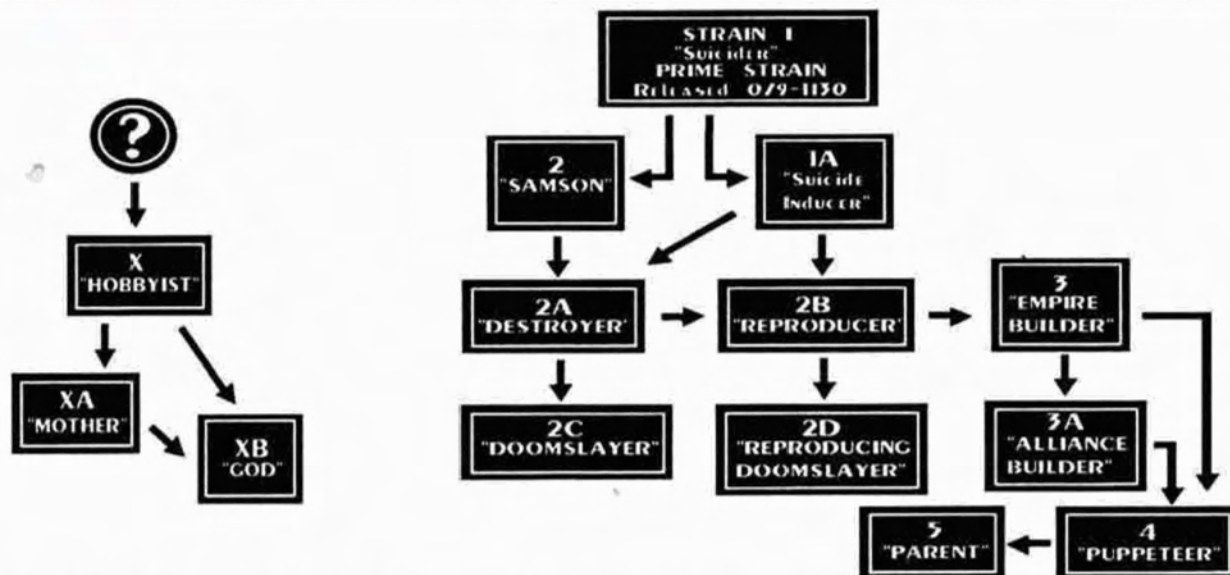 ?
X
"HOBBYIST"
XA
"MOTHER"
XB
"GOD"
STRAIN 1
"Suicider"
PRIME STRAIN
Released 079-1130
2
"SAMSON"
1A
"Suicide
Inducer"
2A
"DESTROYER"
2B
"REPRODUCER"
3
"EMPIRE
BUILDER"
2C
"DOOMSLAYER"
2D
"REPRODUCING
DOOMSLAYER"
3A
"ALLIANCE
BUILDER"
5
"PARENT"
4
"PUPPETEER"